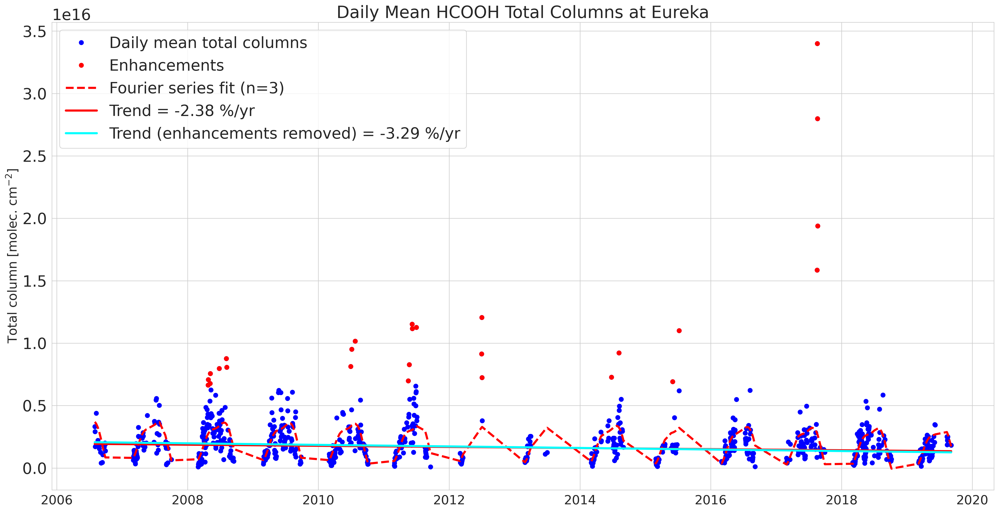 Daily Mean HCOOH Total Columns at Eureka
1e16
3.5
3.0
2.5
2.0
1.5
1.0
0.5
0.0
Total column [molec. cm⁻²]
Daily mean total columns
Enhancements
Fourier series fit (n=3)
Trend = -2.38 %/yr
Trend (enhancements removed) = -3.29 %/yr
2006 2008 2010 2012 2014 2016 2018 2020